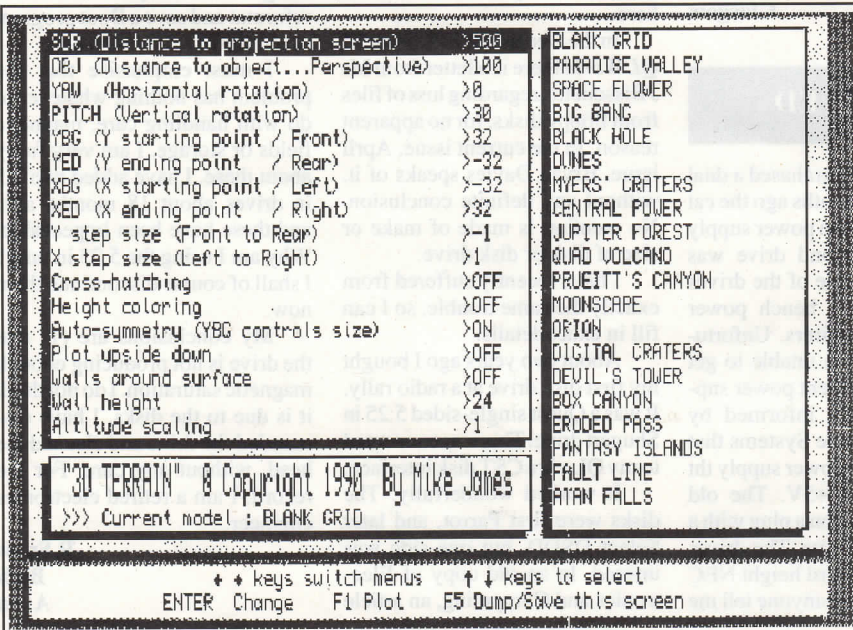 SCR (Distance to projection screen) >500
OBJ (Distance to object...Perspective) >100
YAW (Horizontal rotation) >0
PITCH (Vertical rotation) >30
YBG (Y starting point / Front) >32
YED (Y ending point / Rear) >-32
XBG (X starting point / Left) >-32
XED (X ending point / Right) >32
Y step size (Front to Rear) >-1
X step size (Left to Right) >1
Cross-hatching >OFF
Height coloring >OFF
Auto-symmetry (YBG controls size) >ON
Plot upside down >OFF
Walls around surface >ON
Wall height >24
Altitude scaling >1
BLANK GRID
PARADISE VALLEY
SPACE FLOWER
BLACK HOLE
DUNES
MYERS' CRATERS
CENTRAL POWER
JUPITER FOREST
QUAD VOLCANO
PRUEITT'S CANYON
MOONSCAPE
ORION
DIGITAL CRATERS
TOWER
BOX CANYON
ERODED PASS
FANTASY ISLANDS
FAULT LINE
FALLS
"3D TERRAIN" © Copyright 1990 By Mike James
>>> Current model : BLANK GRID
keys switch menus ↑ ↓ keys to select
ENTER Change F1 Plot F5 Dump/Save this screen